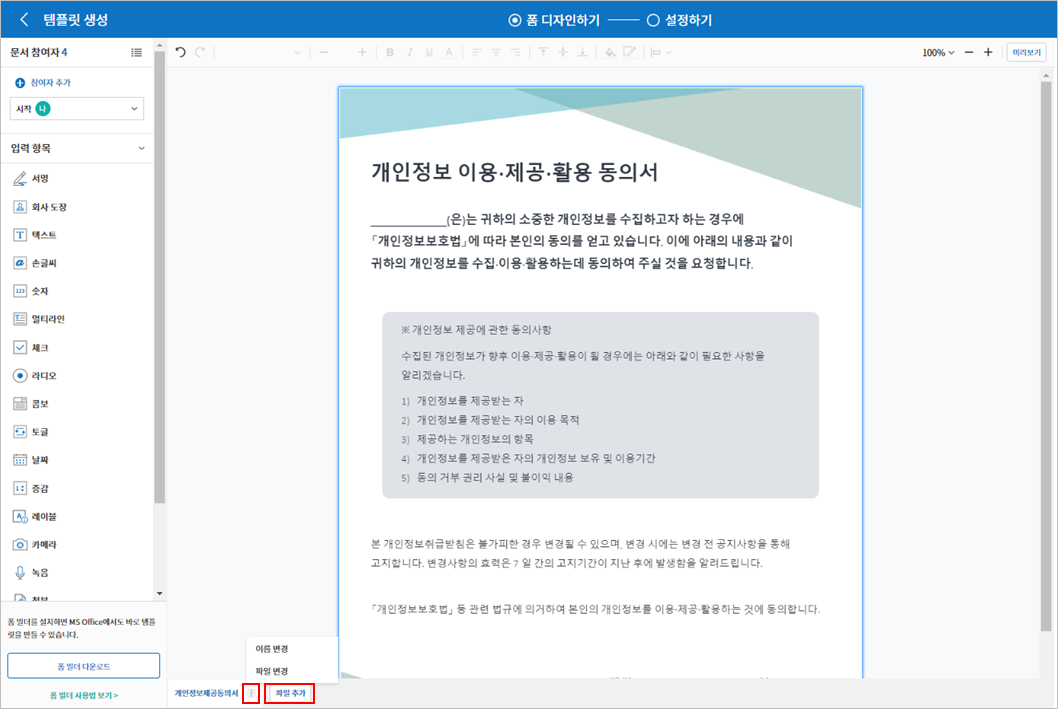 템플릿 생성
폼 디자인하기
설정하기
문서 참여자 4
100%
미리보기
참여자 추가
시작 나
입력 항목
서명
회사 도장
텍스트
손글씨
숫자
멀티라인
체크
라디오
콤보
토글
날짜
증감
레이블
카메라
녹음
첨부
폼 빌더를 설치하면 MS Office에서도 바로 템플
릿을 만들 수 있습니다.
폼 빌더 다운로드
폼 빌더 사용법 보기 >
개인정보 이용·제공·활용 동의서
____________(은)는 귀하의 소중한 개인정보를 수집하고자 하는 경우에
「개인정보보호법」에 따라 본인의 동의를 얻고 있습니다. 이에 아래의 내용과 같이
귀하의 개인정보를 수집·이용·활용하는데 동의하여 주실 것을 요청합니다.
※ 개인정보 제공에 관한 동의사항
수집된 개인정보가 향후 이용·제공·활용이 될 경우에는 아래와 같이 필요한 사항을
알리겠습니다.
1) 개인정보를 제공받는 자
2) 개인정보를 제공받는 자의 이용 목적
3) 제공하는 개인정보의 항목
4) 개인정보를 제공받은 자의 개인정보 보유 및 이용기간
5) 동의 거부 권리 사실 및 불이익 내용
본 개인정보취급방침은 불가피한 경우 변경될 수 있으며, 변경 시에는 변경 전 공지사항을 통해
고지합니다. 변경사항의 효력은 7 일 간의 고지기간이 지난 후에 발생함을 알려드립니다.
「개인정보보호법」 등 관련 법규에 의거하여 본인의 개인정보를 이용·제공·활용하는 것에 동의합니다.
이름 변경
파일 변경
개인정보제공동의서
파일 추가